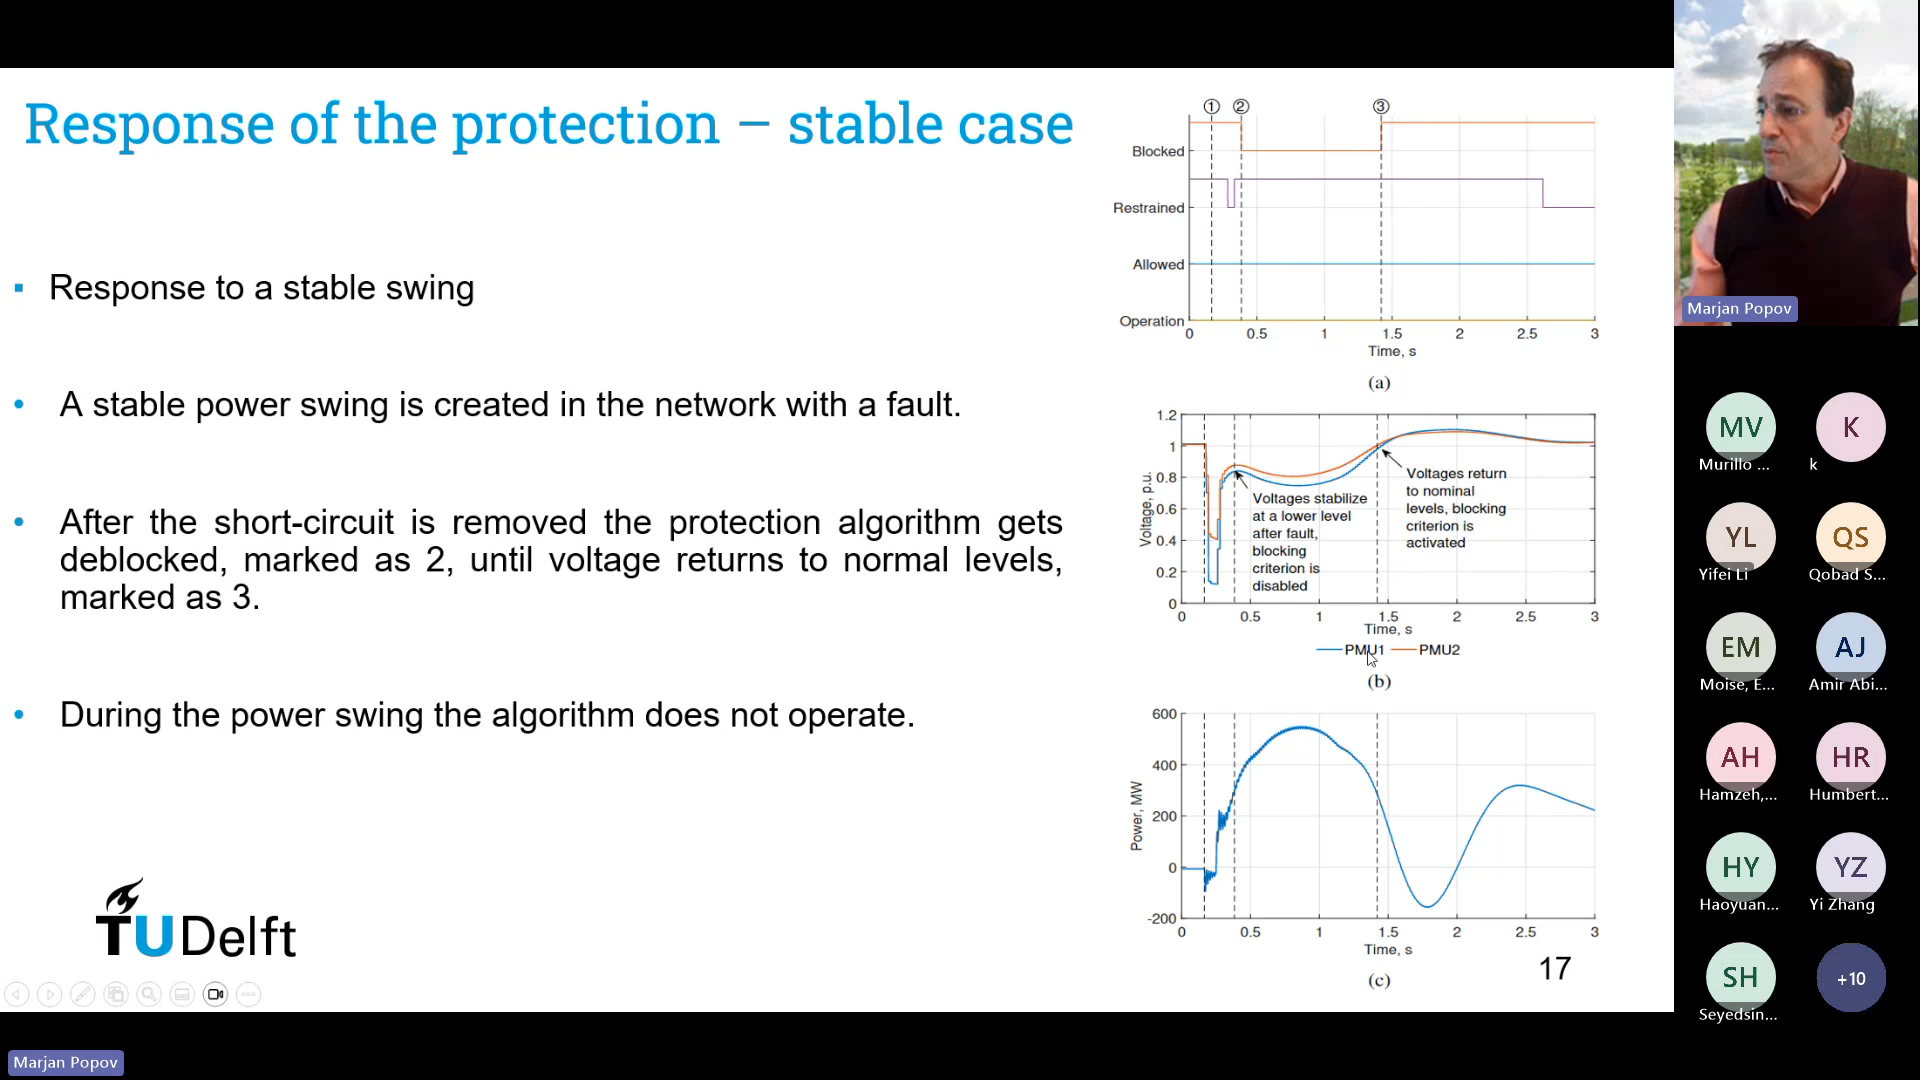 Response of the protection – stable case
▪ Response to a stable swing
• A stable power swing is created in the network with a fault.
• After the short-circuit is removed the protection algorithm gets
deblocked, marked as 2, until voltage returns to normal levels,
marked as 3.
• During the power swing the algorithm does not operate.
TUDelft
① ② ③
Blocked
Restrained
Allowed
Operation
0 0.5 1 1.5 2 2.5 3
Time, s
(a)
1.2
1
0.8
0.6
0.4
0.2
0
Voltage, p.u.
Voltages stabilize
at a lower level
after fault,
blocking
criterion is
disabled
Voltages return
to nominal
levels, blocking
criterion is
activated
0 0.5 1 1.5 2 2.5 3
Time, s
PMU1 PMU2
(b)
600
400
200
0
-200
Power, MW
0 0.5 1 1.5 2 2.5 3
Time, s
(c)
17
Marjan Popov
MV K
Murillo ... k
YL QS
Yifei Li Qobad S...
EM AJ
Moise, E... Amir Abi...
AH HR
Hamzeh,... Humbert...
HY YZ
Haoyuan... Yi Zhang
SH +10
Seyedsin...
Marjan Popov